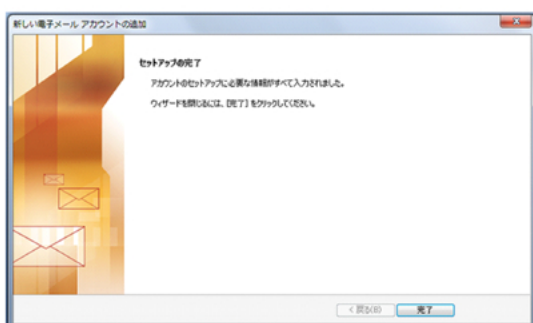 新しい電子メール アカウントの追加
セットアップの完了
アカウントのセットアップに必要な情報がすべて入力されました。
ウィザードを閉じるには、[完了] をクリックしてください。
< 戻る(B) 完了